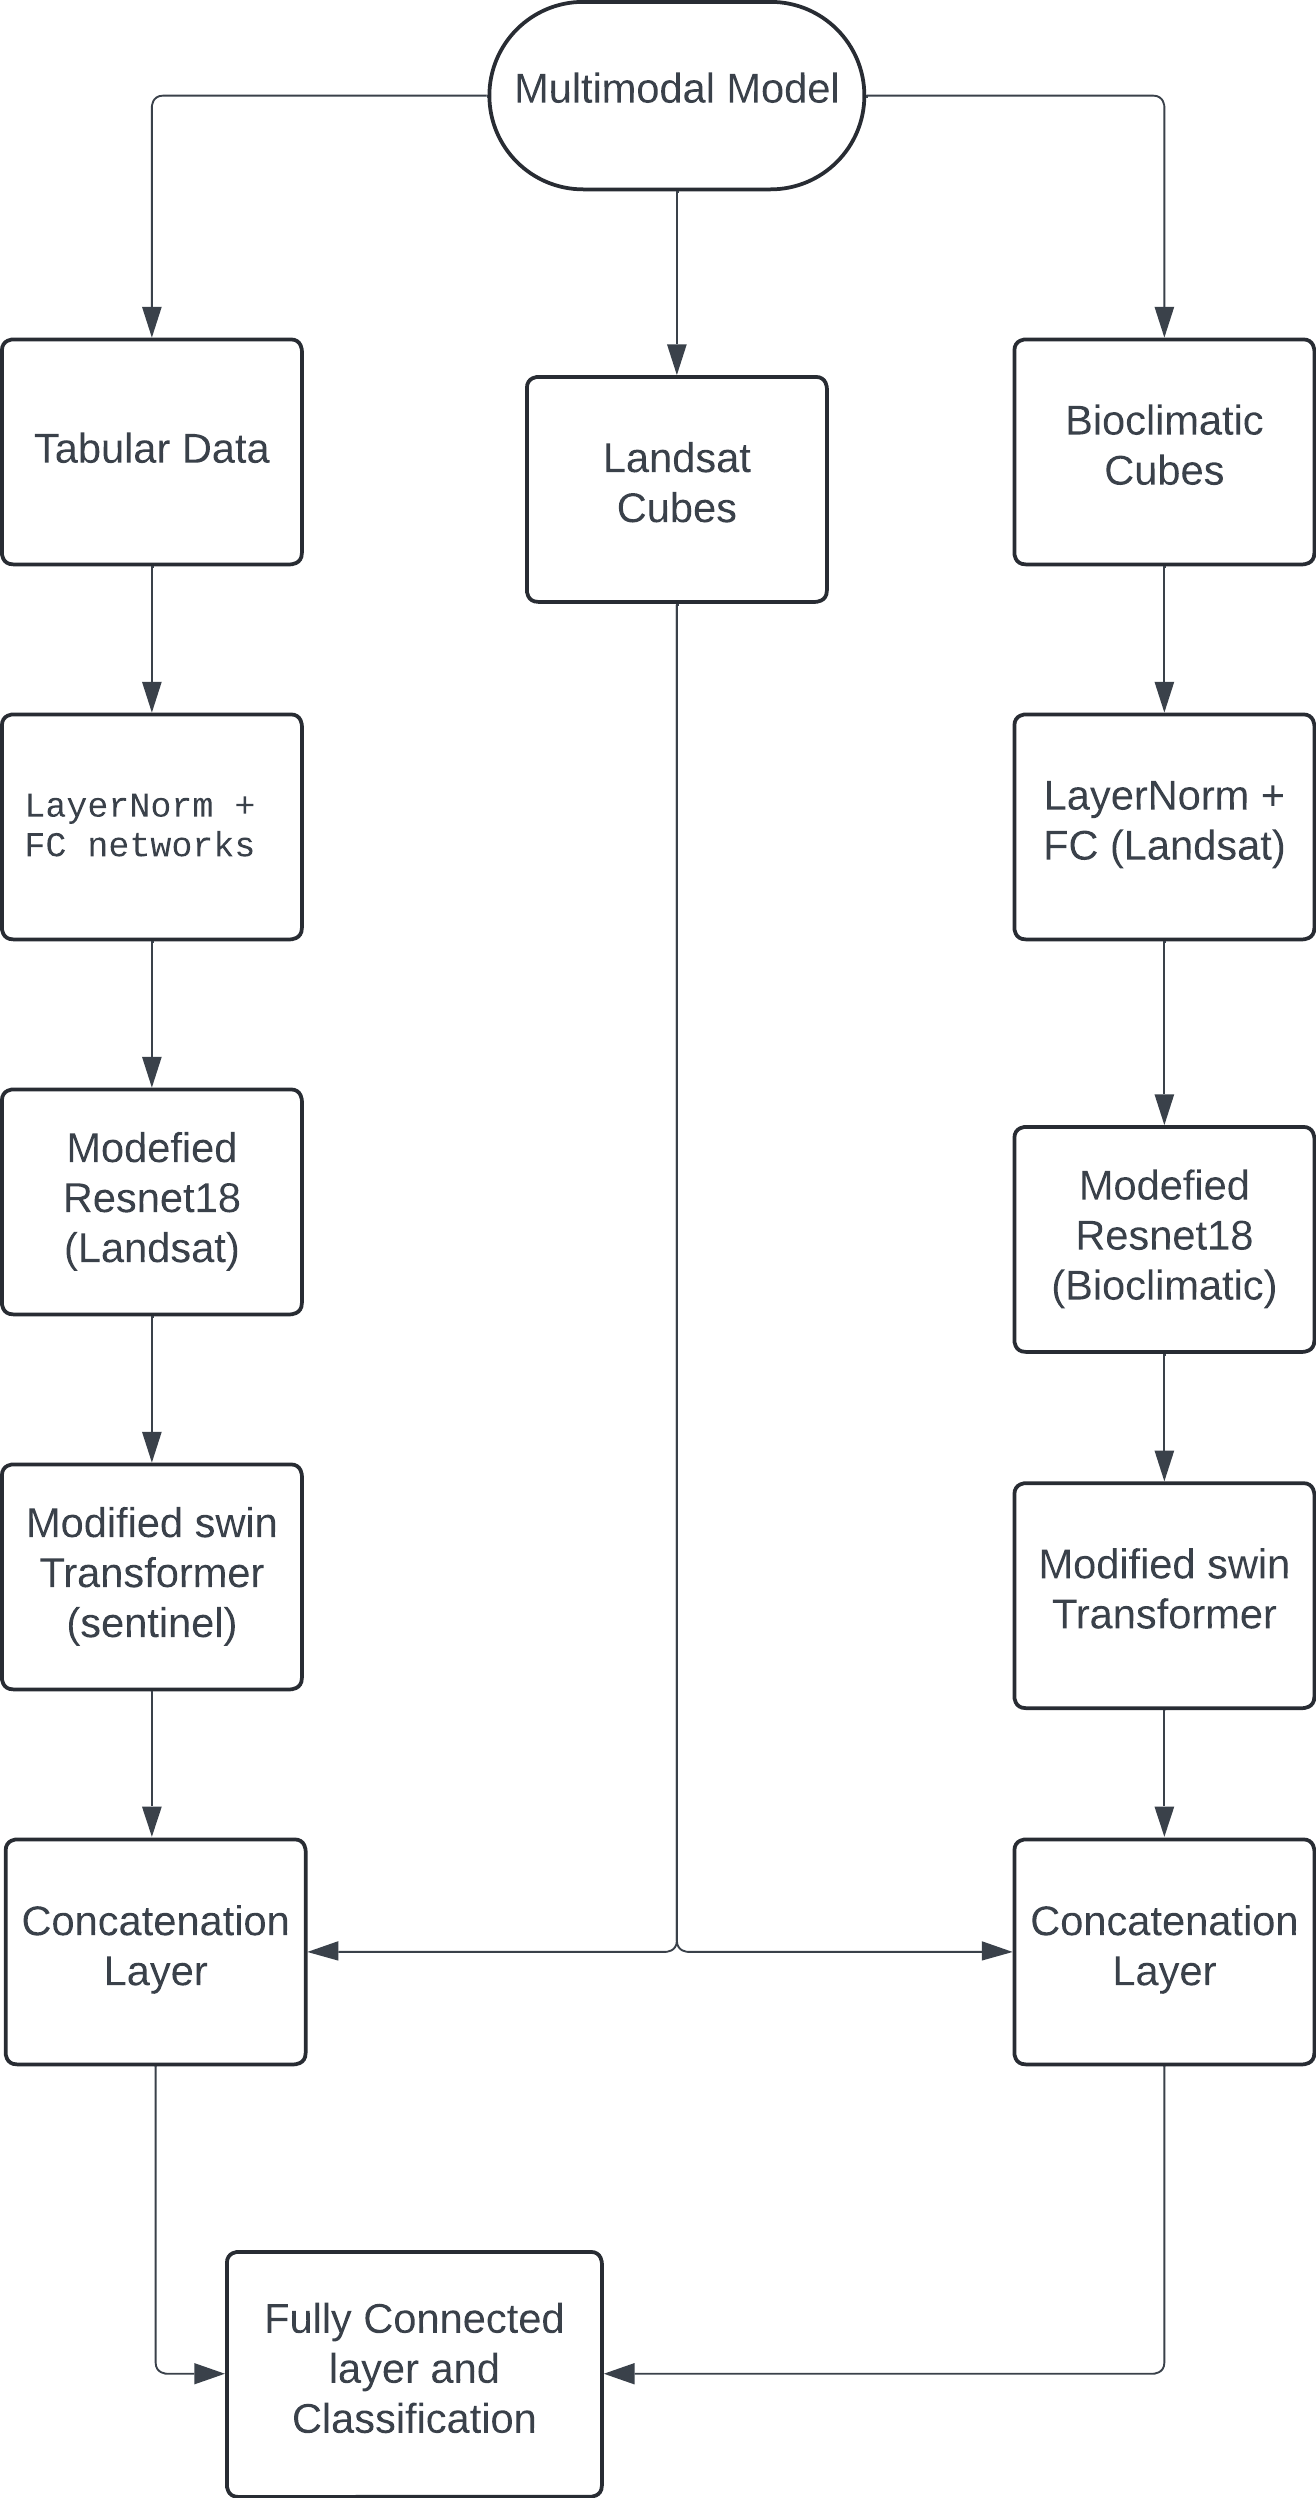 Multimodal Model
Tabular Data
Landsat
Cubes
Bioclimatic
Cubes
LayerNorm +
FC networks
LayerNorm +
FC (Landsat)
Modefied
Resnet18
(Landsat)
Modefied
Resnet18
(Bioclimatic)
Modified swin
Transformer
(sentinel)
Modified swin
Transformer
Concatenation
Layer
Concatenation
Layer
Fully Connected
layer and
Classification